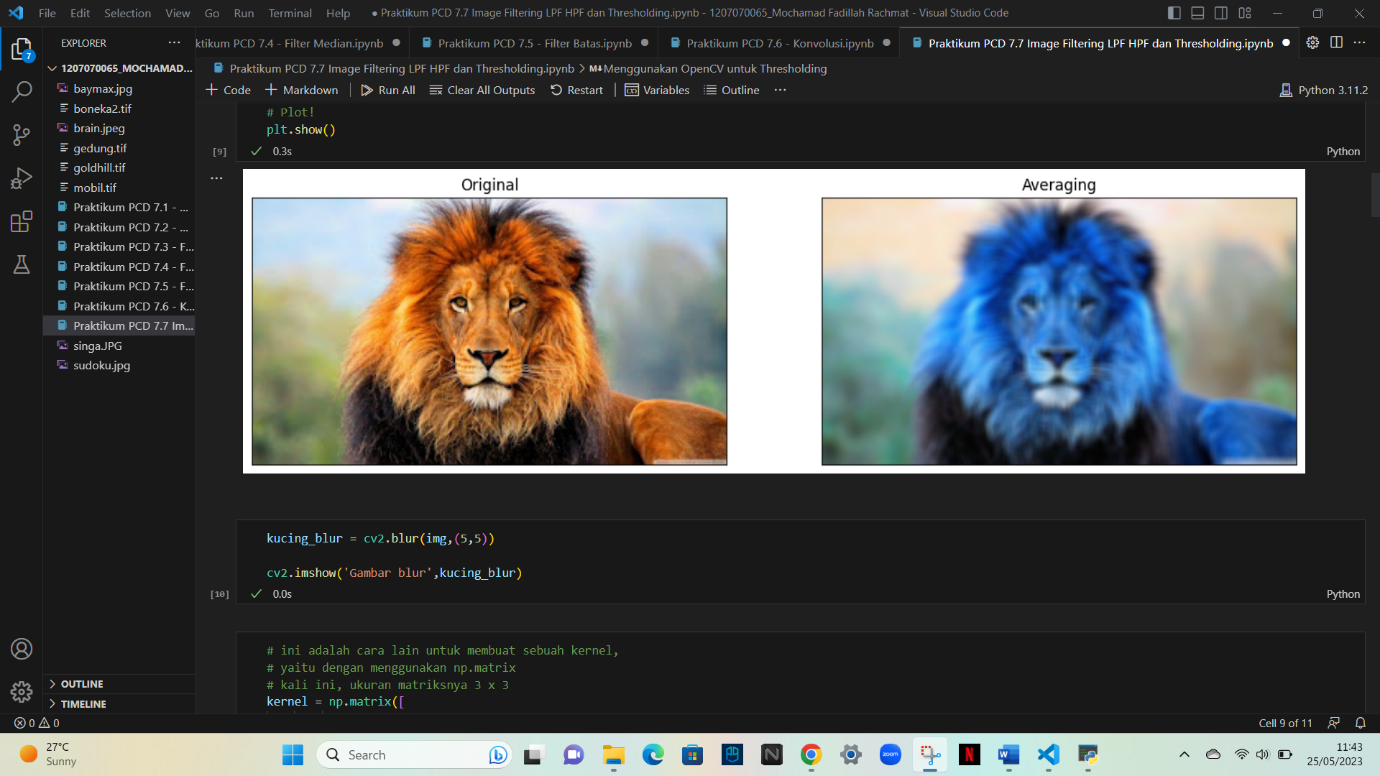 File Edit Selection View Go Run Terminal Help
● Praktikum PCD 7.7 Image Filtering LPF HPF dan Thresholding.ipynb - 1207070065_Mochamad Fadillah Rachmat - Visual Studio Code
EXPLORER
7
1207070065_MOCHAMAD...
baymax.jpg
boneka2.tif
brain.jpeg
gedung.tif
goldhill.tif
mobil.tif
Praktikum PCD 7.1 - ...
Praktikum PCD 7.2 - ...
Praktikum PCD 7.3 - F...
Praktikum PCD 7.4 - F...
Praktikum PCD 7.5 - F...
Praktikum PCD 7.6 - K...
Praktikum PCD 7.7 Im...
singa.JPG
sudoku.jpg
OUTLINE
TIMELINE
ktikum PCD 7.4 - Filter Median.ipynb ● Praktikum PCD 7.5 - Filter Batas.ipynb ● Praktikum PCD 7.6 - Konvolusi.ipynb ● Praktikum PCD 7.7 Image Filtering LPF HPF dan Thresholding.ipynb ●
Praktikum PCD 7.7 Image Filtering LPF HPF dan Thresholding.ipynb > M↓Menggunakan OpenCV untuk Thresholding
+ Code + Markdown | Run All Clear All Outputs Restart | Variables Outline ... Python 3.11.2
# Plot!
plt.show()
[9] ✓ 0.3s Python
Original Averaging
kucing_blur = cv2.blur(img,(5,5))
cv2.imshow('Gambar blur',kucing_blur)
[10] ✓ 0.0s Python
# ini adalah cara lain untuk membuat sebuah kernel,
# yaitu dengan menggunakan np.matrix
# kali ini, ukuran matriksnya 3 x 3
kernel = np.matrix([
0 0 Cell 9 of 11
27°C
Sunny
Search
zoom
11:43
25/05/2023